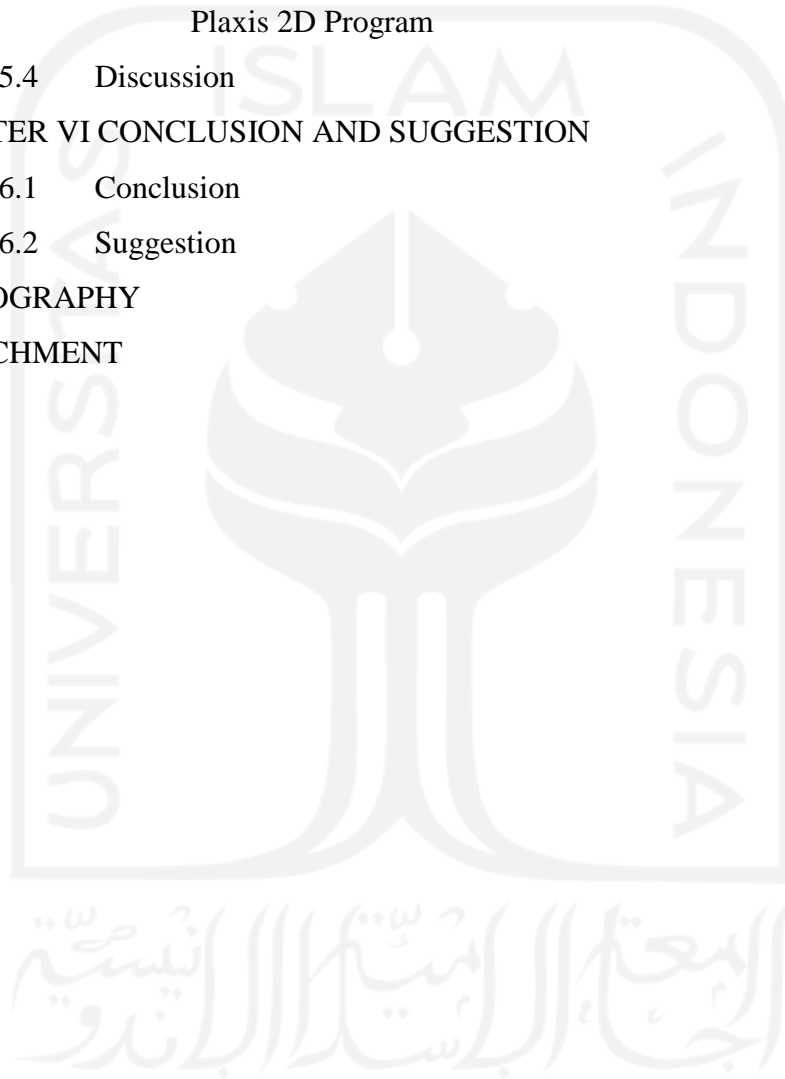 Plaxis 2D Program
5.4 Discussion
TER VI CONCLUSION AND SUGGESTION
6.1 Conclusion
6.2 Suggestion
OGRAPHY
CHMENT
UNIVERSITAS
ISLAM
INDONESIA